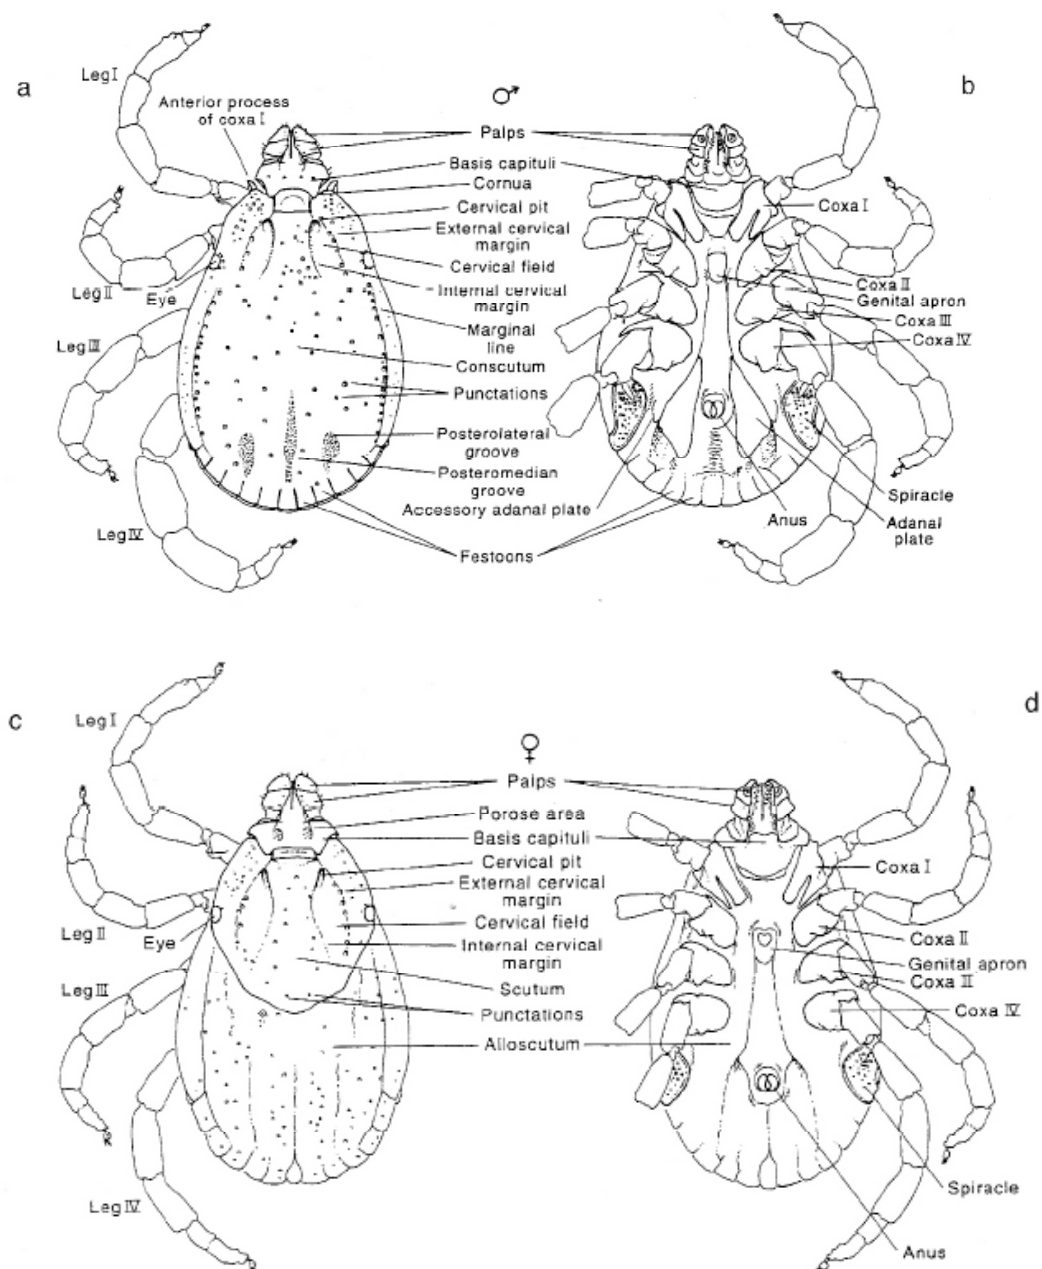 a
♂
b
Leg I
Anterior process
of coxa I
Palps
Basis capituli
Cornua
Cervical pit
External cervical
margin
Cervical field
Internal cervical
margin
Marginal
line
Conscutum
Punctations
Posterolateral
groove
Posteromedian
groove
Accessory adanal plate
Festoons
Leg II
Eye
Leg III
Leg IV
Coxa I
Coxa II
Genital apron
Coxa III
Coxa IV
Spiracle
Adanal
plate
Anus
c
♀
d
Leg I
Palps
Porose area
Basis capituli
Cervical pit
External cervical
margin
Cervical field
Internal cervical
margin
Scutum
Punctations
Alloscutum
Leg II
Eye
Leg III
Leg IV
Coxa I
Coxa II
Genital apron
Coxa II
Coxa IV
Spiracle
Anus